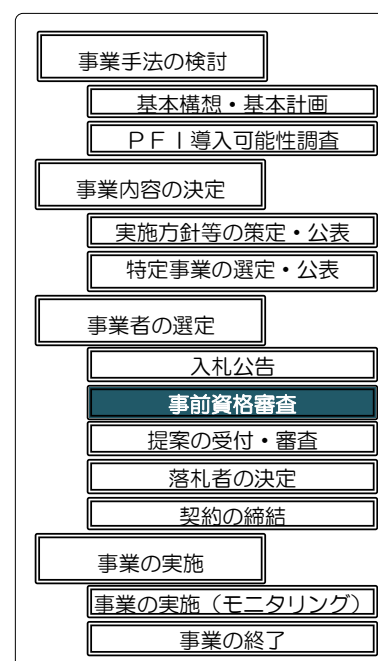 事業手法の検討
基本構想・基本計画
ＰＦＩ導入可能性調査
事業内容の決定
実施方針等の策定・公表
特定事業の選定・公表
事業者の選定
入札公告
事前資格審査
提案の受付・審査
落札者の決定
契約の締結
事業の実施
事業の実施（モニタリング）
事業の終了